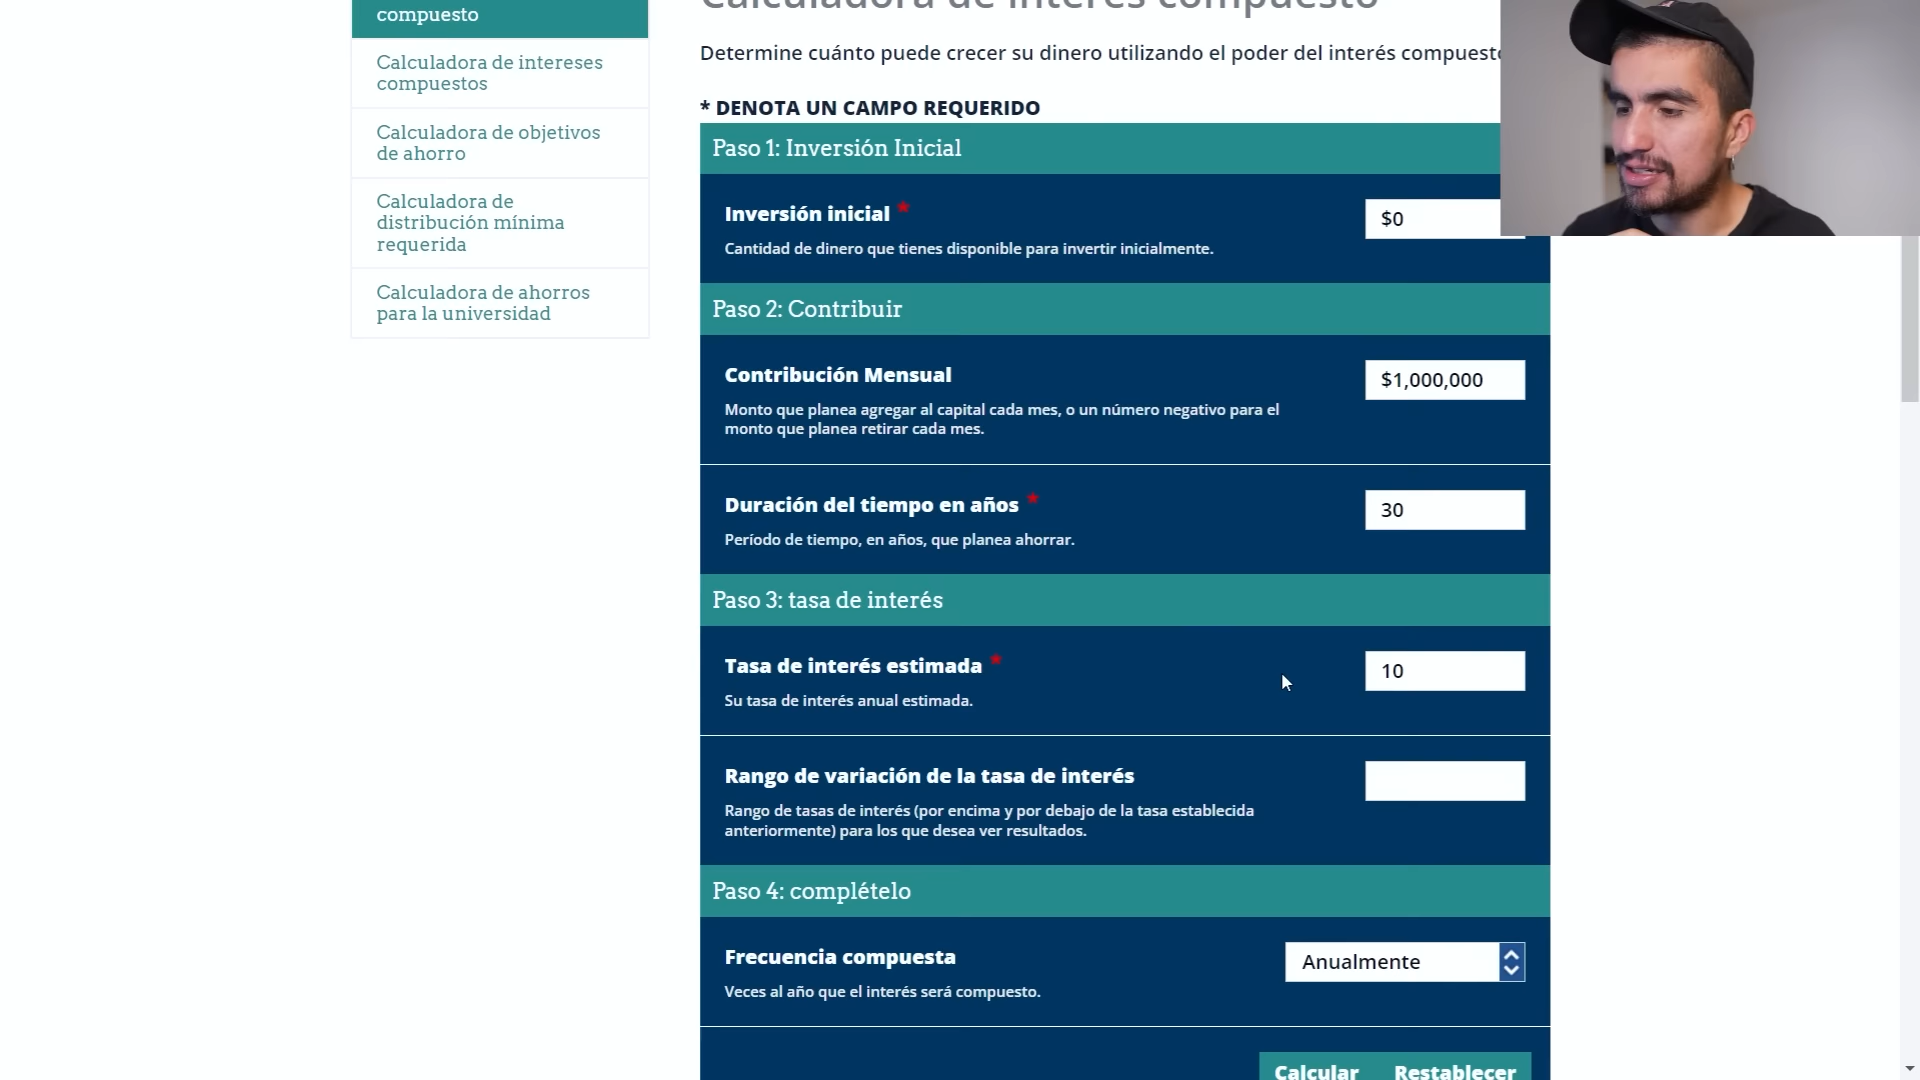 compuesto
Calculadora de intereses
compuestos
Calculadora de objetivos
de ahorro
Calculadora de
distribución mínima
requerida
Calculadora de ahorros
para la universidad
Calculadora de interés compuesto
Determine cuánto puede crecer su dinero utilizando el poder del interés compuesto
* DENOTA UN CAMPO REQUERIDO
Paso 1: Inversión Inicial
Inversión inicial *
$0
Cantidad de dinero que tienes disponible para invertir inicialmente.
Paso 2: Contribuir
Contribución Mensual
$1,000,000
Monto que planea agregar al capital cada mes, o un número negativo para el
monto que planea retirar cada mes.
Duración del tiempo en años *
30
Período de tiempo, en años, que planea ahorrar.
Paso 3: tasa de interés
Tasa de interés estimada *
10
Su tasa de interés anual estimada.
Rango de variación de la tasa de interés
Rango de tasas de interés (por encima y por debajo de la tasa establecida
anteriormente) para los que desea ver resultados.
Paso 4: complételo
Frecuencia compuesta
Anualmente
Veces al año que el interés será compuesto.
Calcular Restablecer